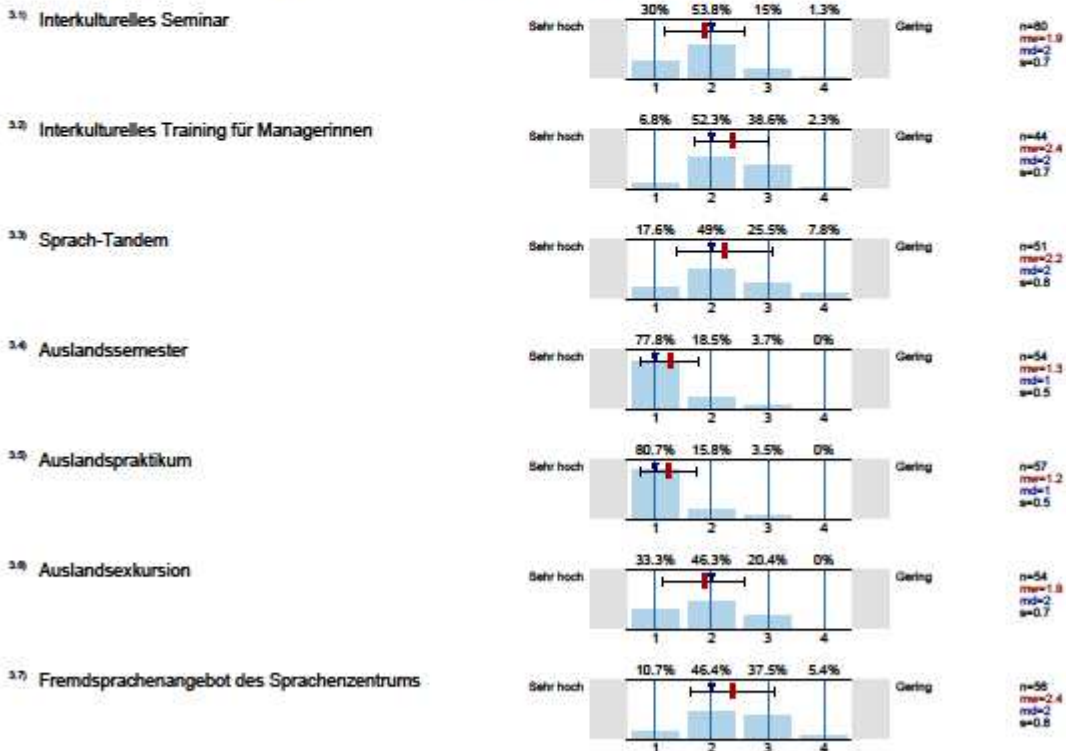 3.1) Interkulturelles Seminar
30% 53.8% 15% 1.3%
Sehr hoch Gering
1 2 3 4
n=80
mw=1.9
md=2
s=0.7
3.2) Interkulturelles Training für Managerinnen
6.8% 52.3% 38.6% 2.3%
Sehr hoch Gering
1 2 3 4
n=44
mw=2.4
md=2
s=0.7
3.3) Sprach-Tandem
17.6% 49% 25.5% 7.8%
Sehr hoch Gering
1 2 3 4
n=51
mw=2.2
md=2
s=0.8
3.4) Auslandssemester
77.8% 18.5% 3.7% 0%
Sehr hoch Gering
1 2 3 4
n=54
mw=1.3
md=1
s=0.5
3.5) Auslandspraktikum
80.7% 15.8% 3.5% 0%
Sehr hoch Gering
1 2 3 4
n=57
mw=1.2
md=1
s=0.5
3.6) Auslandsexkursion
33.3% 46.3% 20.4% 0%
Sehr hoch Gering
1 2 3 4
n=54
mw=1.9
md=2
s=0.7
3.7) Fremdsprachenangebot des Sprachenzentrums
10.7% 46.4% 37.5% 5.4%
Sehr hoch Gering
1 2 3 4
n=56
mw=2.4
md=2
s=0.8